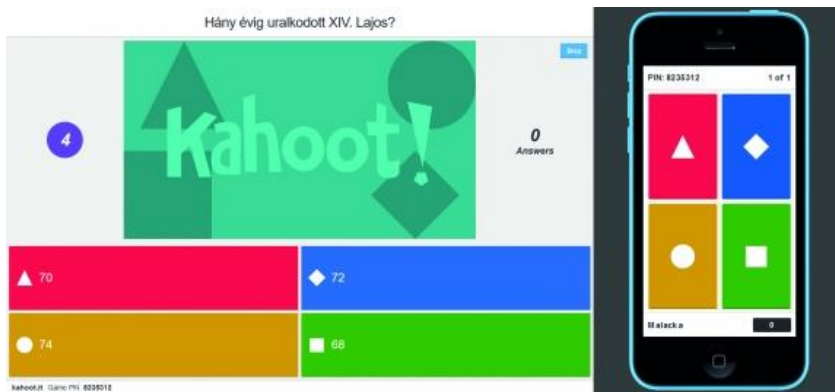 Hány évig uralkodott XIV. Lajos?
4
Kahoot!
0
Answers
70
72
74
68
kahoot.it Game PIN 8235312
PIN: 8235312
1 of 1
Malacka
0